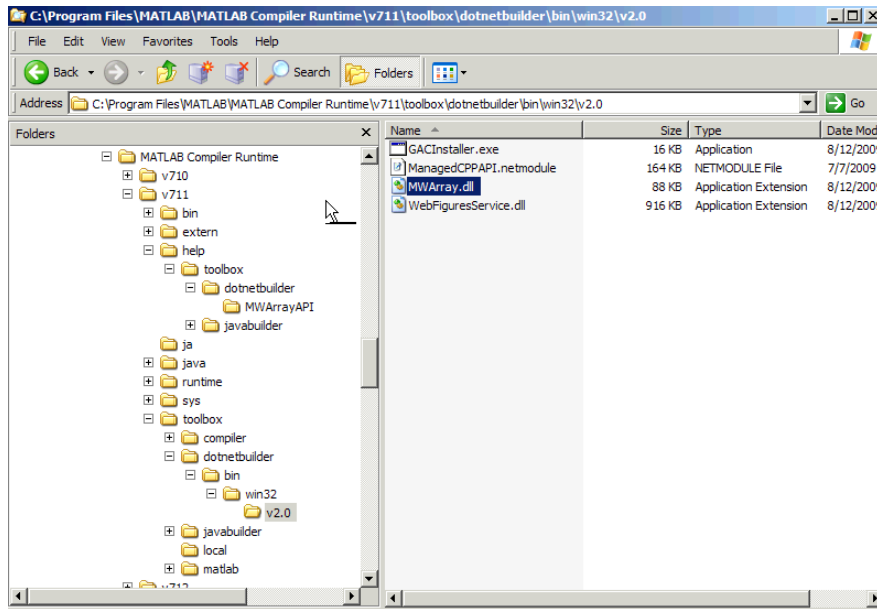 C:\Program Files\MATLAB\MATLAB Compiler Runtime\v711\toolbox\dotnetbuilder\bin\win32\v2.0
File Edit View Favorites Tools Help
Back Search Folders
Address C:\Program Files\MATLAB\MATLAB Compiler Runtime\v711\toolbox\dotnetbuilder\bin\win32\v2.0 Go
Folders x
MATLAB Compiler Runtime
v710
v711
bin
extern
help
toolbox
dotnetbuilder
MWArrayAPI
javabuilder
ja
java
runtime
sys
toolbox
compiler
dotnetbuilder
bin
win32
v2.0
javabuilder
local
matlab
v712
Name Size Type Date Mod
GACInstaller.exe 16 KB Application 8/12/2009
ManagedCPPAPI.netmodule 164 KB NETMODULE File 7/7/2009
MWArray.dll 88 KB Application Extension 8/12/2009
WebFiguresService.dll 916 KB Application Extension 8/12/2009